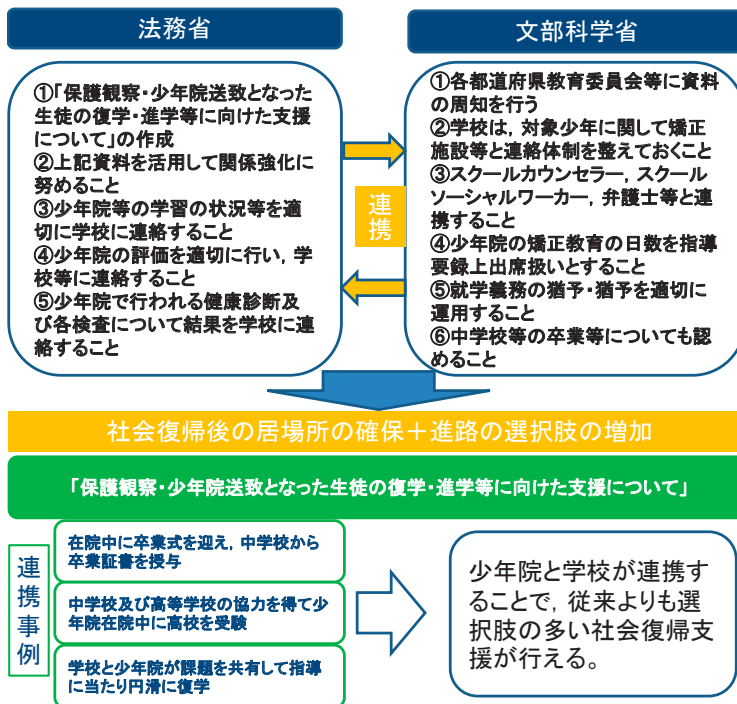 法務省
①｢保護観察・少年院送致となった
生徒の復学・進学等に向けた支援
について｣の作成
②上記資料を活用して関係強化に
努めること
③少年院等の学習の状況等を適
切に学校に連絡すること
④少年院の評価を適切に行い，学
校等に連絡すること
⑤少年院で行われる健康診断及
び各検査について結果を学校に連
絡すること
連携
文部科学省
①各都道府県教育委員会等に資料
の周知を行う
②学校は，対象少年に関して矯正
施設等と連絡体制を整えておくこと
③スクールカウンセラー，スクール
ソーシャルワーカー，弁護士等と連
携すること
④少年院の矯正教育の日数を指導
要録上出席扱いとすること
⑤就学義務の猶予・猶予を適切に
運用すること
⑥中学校等の卒業等についても認
めること
社会復帰後の居場所の確保＋進路の選択肢の増加
｢保護観察・少年院送致となった生徒の復学・進学等に向けた支援について｣
連携事例
在院中に卒業式を迎え，中学校から
卒業証書を授与
中学校及び高等学校の協力を得て少
年院在院中に高校を受験
学校と少年院が課題を共有して指導
に当たり円滑に復学
少年院と学校が連携す
ることで，従来よりも選
択肢の多い社会復帰支
援が行える。